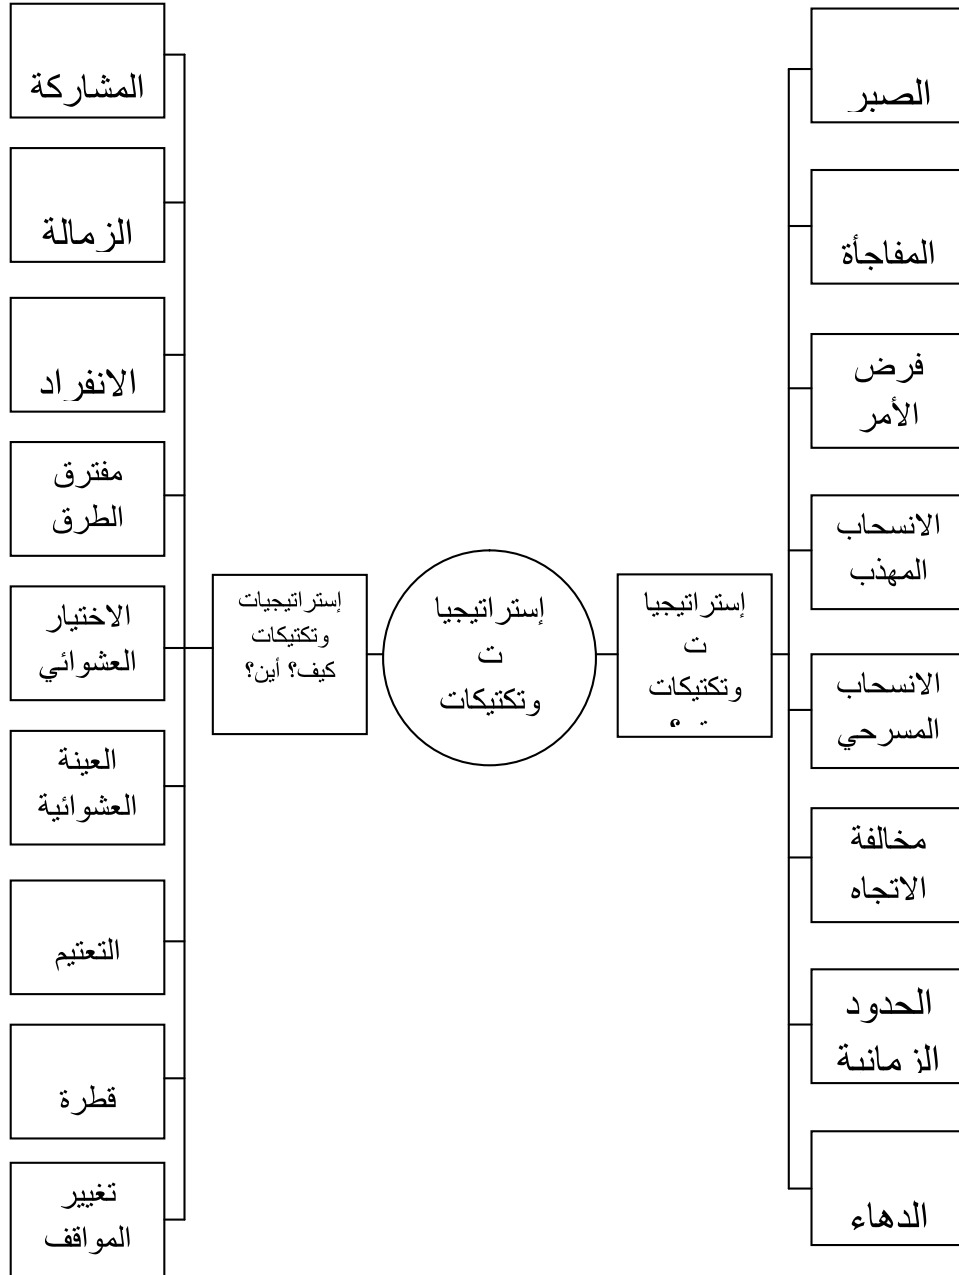 الصبر
المفاجأة
فرض
الأمر
الانسحاب
المهذب
الانسحاب
المسرحي
مخالفة
الاتجاه
الحدود
الزمانية
الدهاء
إستراتيجيا
ت
وتكتيكات
إستراتيجيا
ت
وتكتيكات
إستراتيجيات
وتكتيكات
كيف؟ أين؟
المشاركة
الزمالة
الانفراد
مفترق
الطرق
الاختيار
العشوائي
العينة
العشوائية
التعتيم
قطرة
تغيير
المواقف